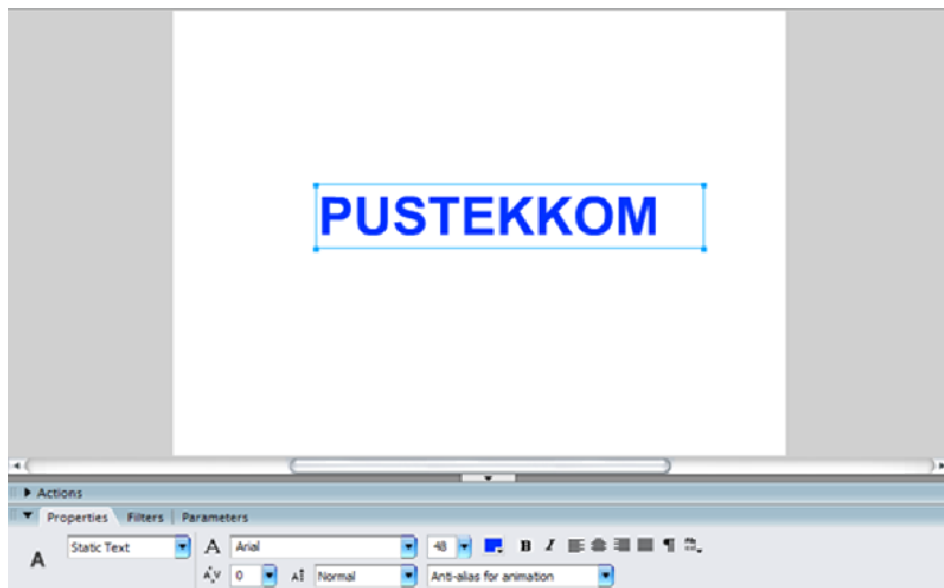 PUSTEKKOM
Actions
Properties Filters Parameters
A Static Text A Arial 48 B I ¶
A V 0 A Normal Anti-alias for animation